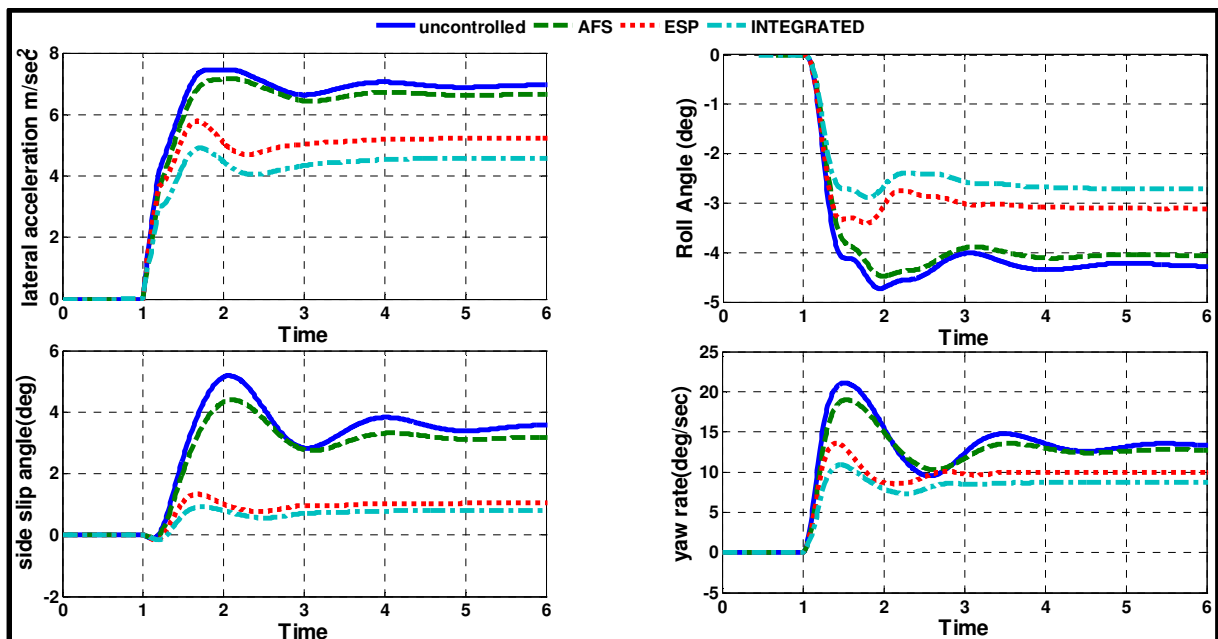 uncontrolled AFS ESP INTEGRATED
lateral acceleration m/sec²
8
6
4
2
0
0 1 2 3 4 5 6
Time
Roll Angle (deg)
0
-1
-2
-3
-4
-5
0 1 2 3 4 5 6
Time
side slip angle(deg)
6
4
2
0
-2
0 1 2 3 4 5 6
Time
yaw rate(deg/sec)
25
20
15
10
5
0
-5
0 1 2 3 4 5 6
Time